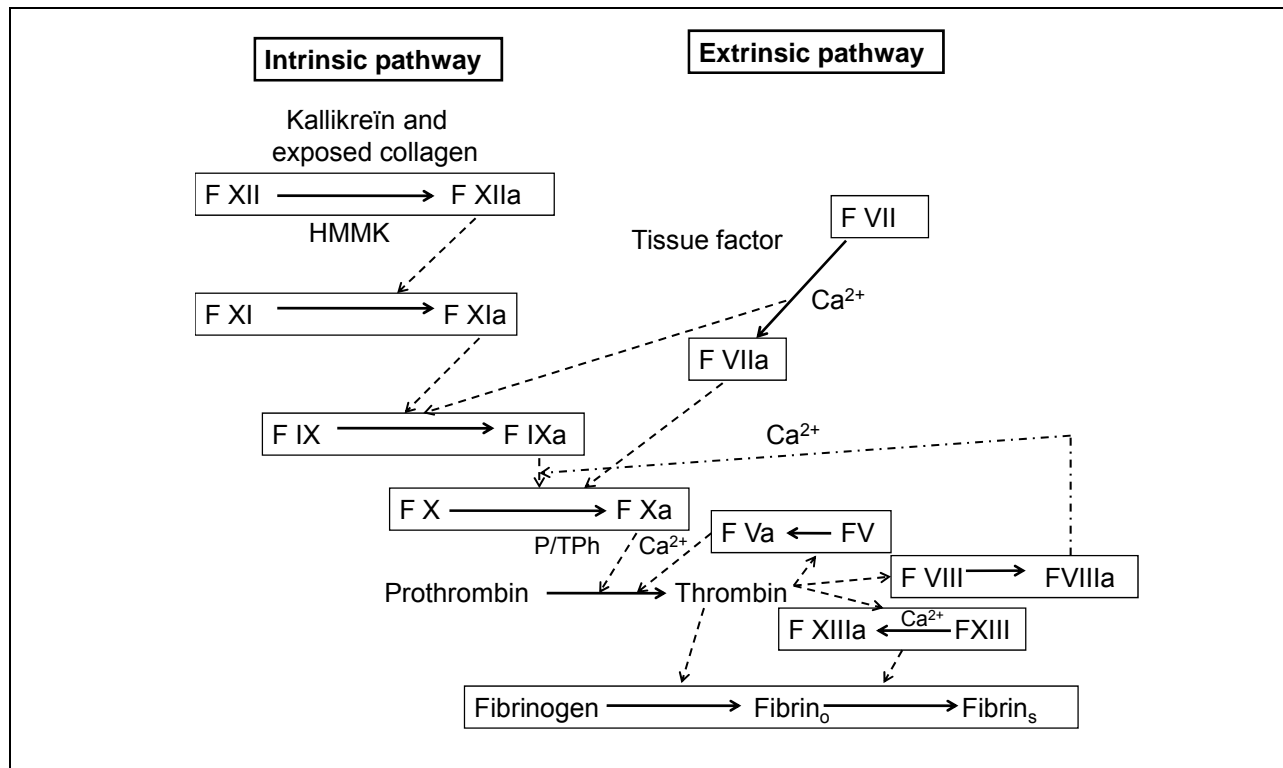 Intrinsic pathway
Extrinsic pathway
Kallikreïn and
exposed collagen
F XII F XIIa
HMMK
F VII
Tissue factor
Ca2+
F XI F XIa
F VIIa
F IX F IXa
Ca2+
F X F Xa
P/TPh Ca2+
F Va FV
F VIII FVIIIa
Prothrombin Thrombin
F XIIIa Ca2+ FXIII
Fibrinogen Fibrino Fibrins